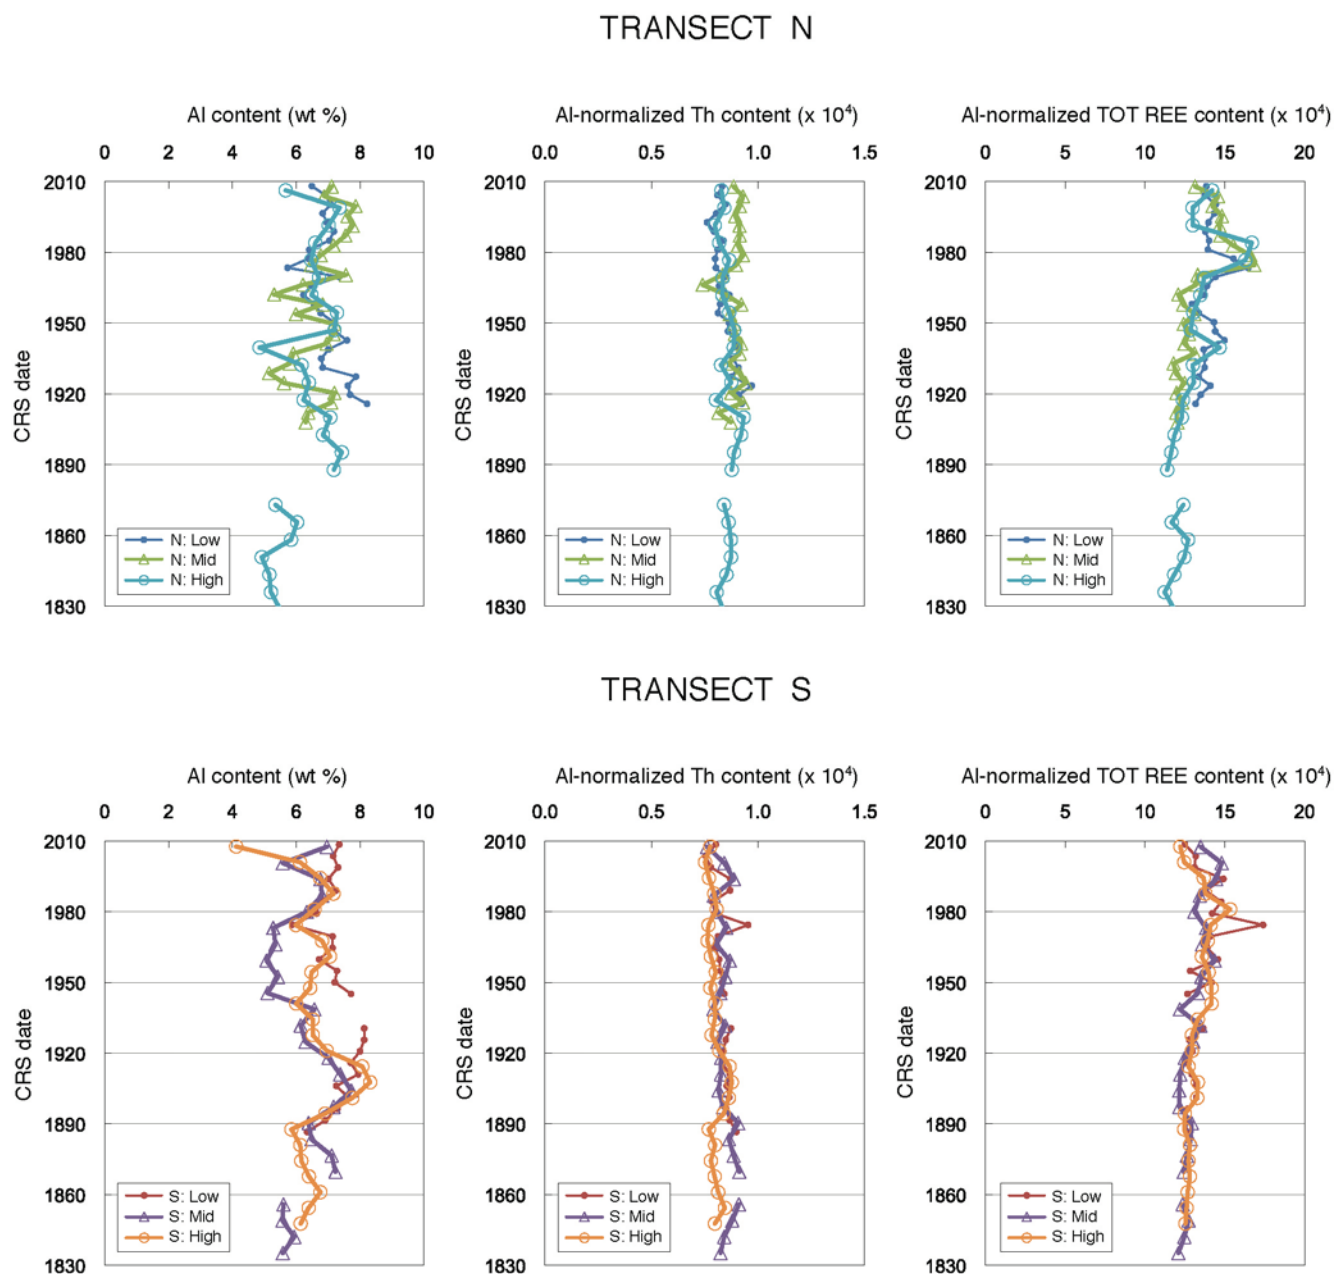 TRANSECT N
Al content (wt %)
0 2 4 6 8 10
2010
1980
1950
1920
1890
1860
1830
CRS date
N: Low
N: Mid
N: High
Al-normalized Th content (x 10⁴)
0.0 0.5 1.0 1.5
2010
1980
1950
1920
1890
1860
1830
CRS date
N: Low
N: Mid
N: High
Al-normalized TOT REE content (x 10⁴)
0 5 10 15 20
2010
1980
1950
1920
1890
1860
1830
CRS date
N: Low
N: Mid
N: High
TRANSECT S
Al content (wt %)
0 2 4 6 8 10
2010
1980
1950
1920
1890
1860
1830
CRS date
S: Low
S: Mid
S: High
Al-normalized Th content (x 10⁴)
0.0 0.5 1.0 1.5
2010
1980
1950
1920
1890
1860
1830
CRS date
S: Low
S: Mid
S: High
Al-normalized TOT REE content (x 10⁴)
0 5 10 15 20
2010
1980
1950
1920
1890
1860
1830
CRS date
S: Low
S: Mid
S: High